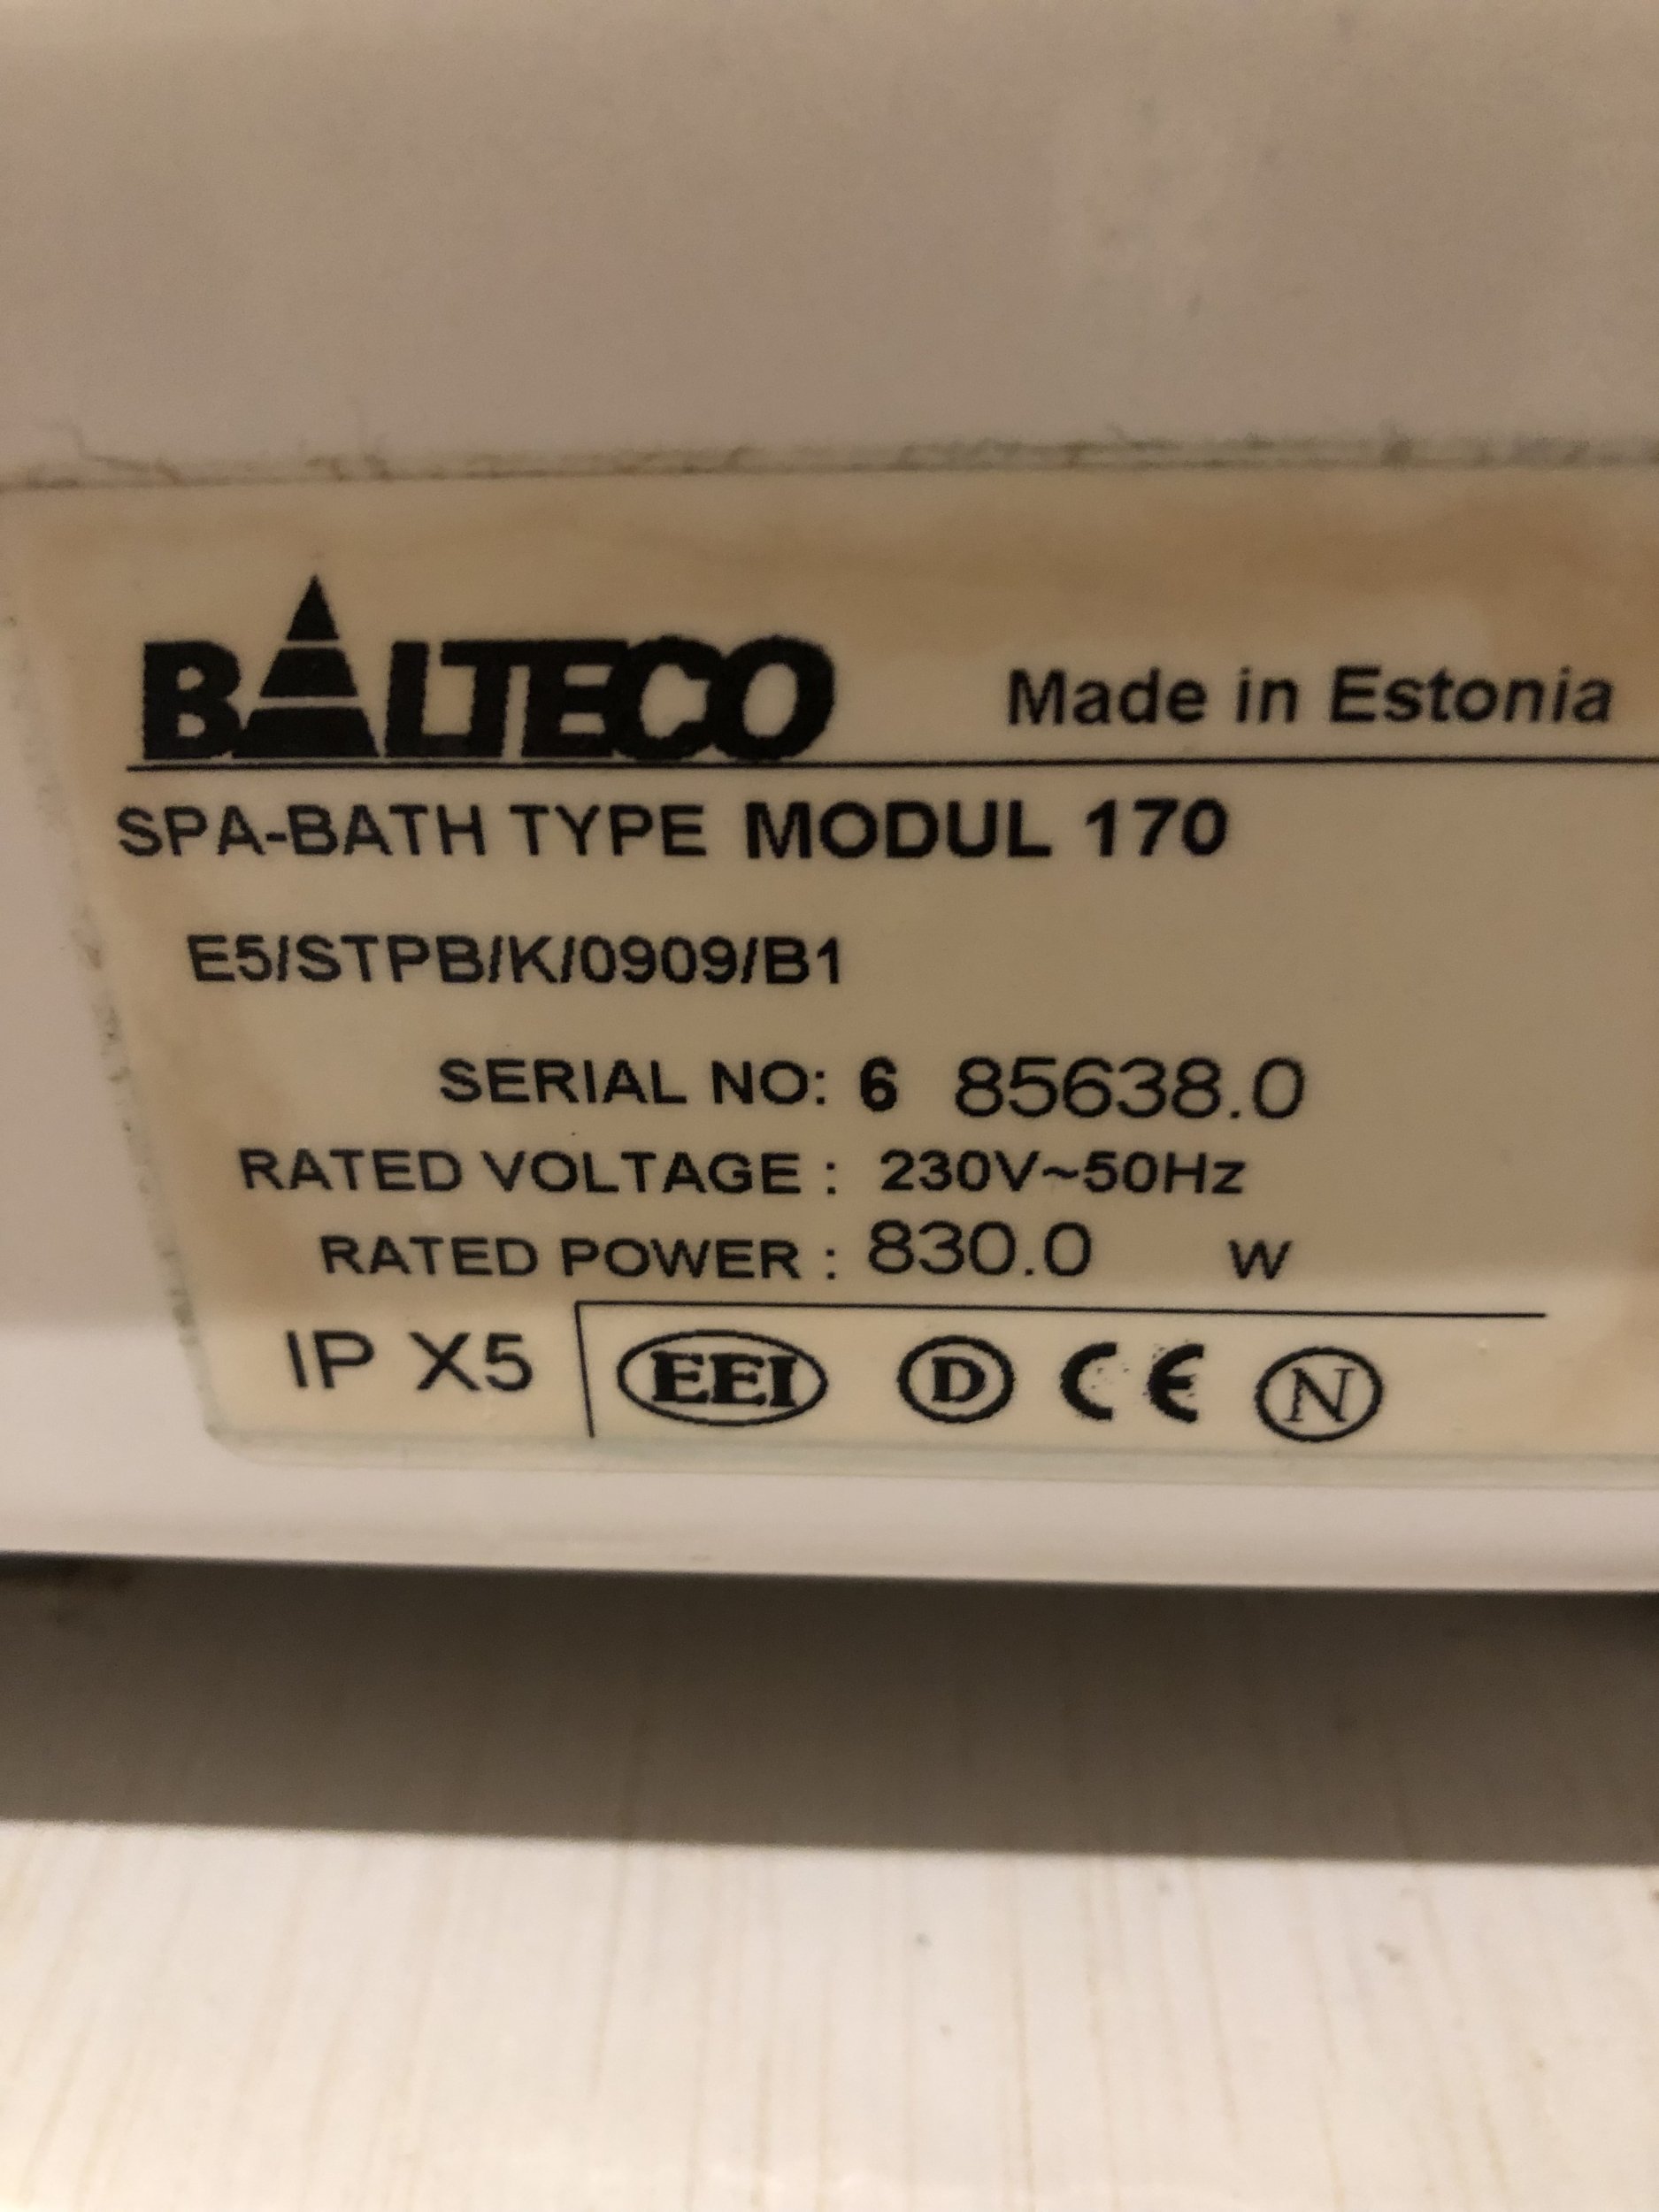 BALTECO Made in Estonia
SPA-BATH TYPE MODUL 170
E5/STPB/K/0909/B1
SERIAL NO: 6 85638.0
RATED VOLTAGE : 230V~50Hz
RATED POWER : 830.0 W
IP X5 EEI D CE N